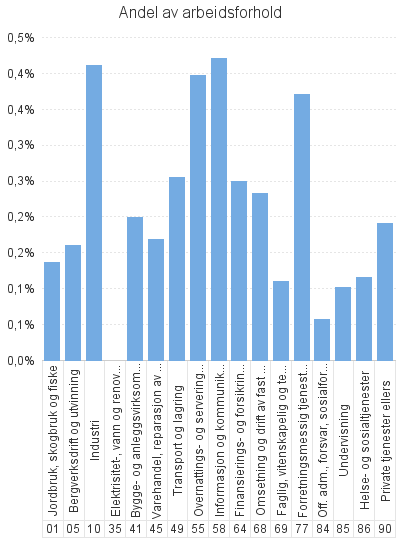 Andel av arbeidsforhold
0,5%
0,4%
0,4%
0,3%
0,3%
0,2%
0,2%
0,1%
0,1%
0,0%
Jordbruk, skogbruk og fiske
Bergverksdrift og utvinning
Industri
Elektrisitet-, vann og renov...
Bygge- og anleggsvirksom...
Varehandel, reparasjon av ...
Transport og lagring
Overnattings- og servering...
Informasjon og kommunik...
Finansierings- og forsikrin...
Omsetning og drift av fast ...
Faglig, vitenskapelig og te...
Forretningsmessig tjenest...
Off. adm., forsvar, sosialfor...
Undervisning
Helse- og sosialtjenester
Private tjenester ellers
01 05 10 35 41 45 49 55 58 64 68 69 77 84 85 86 90